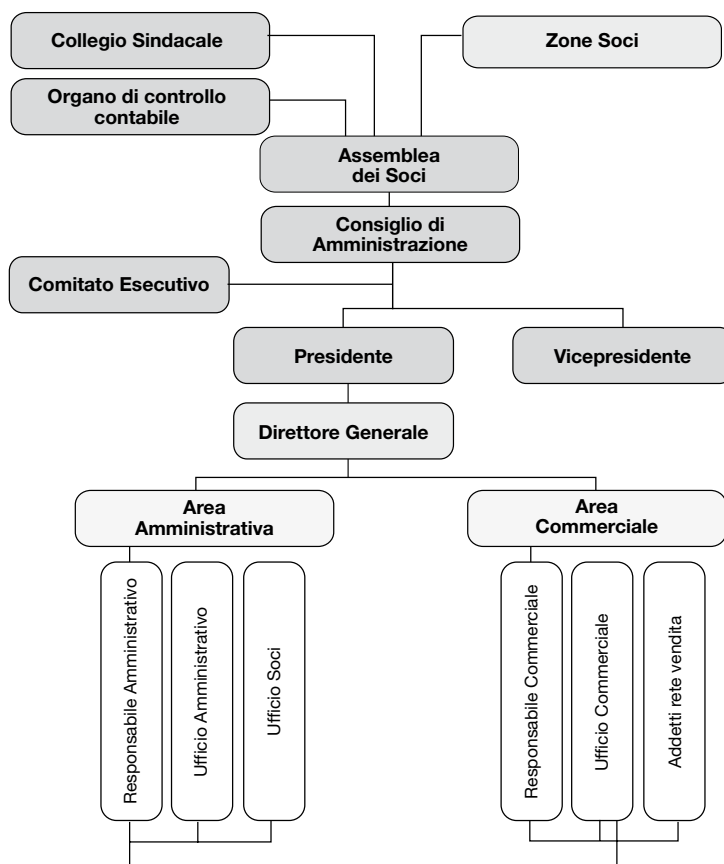 Collegio Sindacale
Zone Soci
Organo di controllo
contabile
Assemblea
dei Soci
Consiglio di
Amministrazione
Comitato Esecutivo
Presidente
Vicepresidente
Direttore Generale
Area
Amministrativa
Area
Commerciale
Responsabile Amministrativo
Ufficio Amministrativo
Ufficio Soci
Responsabile Commerciale
Ufficio Commerciale
Addetti rete vendita